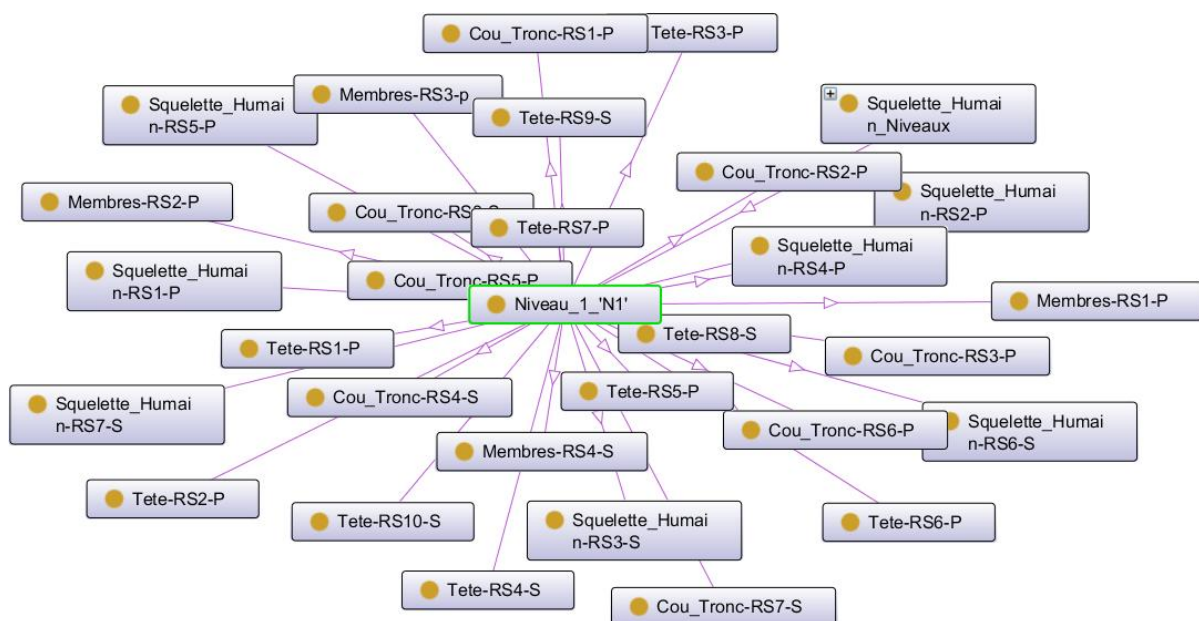 Cou_Tronc-RS1-P
Tete-RS3-P
Membres-RS3-p
Squelette_Humai
n-RS5-P
Tete-RS9-S
Squelette_Humai
n_Niveaux
Cou_Tronc-RS2-P
Membres-RS2-P
Squelette_Humai
n-RS2-P
Tete-RS7-P
Squelette_Humai
n-RS4-P
Squelette_Humai
n-RS1-P
Cou_Tronc-RS5-P
Niveau_1_'N1'
Membres-RS1-P
Tete-RS8-S
Tete-RS1-P
Cou_Tronc-RS3-P
Squelette_Humai
n-RS7-S
Cou_Tronc-RS4-S
Tete-RS5-P
Cou_Tronc-RS6-P
Squelette_Humai
n-RS6-S
Membres-RS4-S
Tete-RS2-P
Tete-RS10-S
Squelette_Humai
n-RS3-S
Tete-RS6-P
Tete-RS4-S
Cou_Tronc-RS7-S